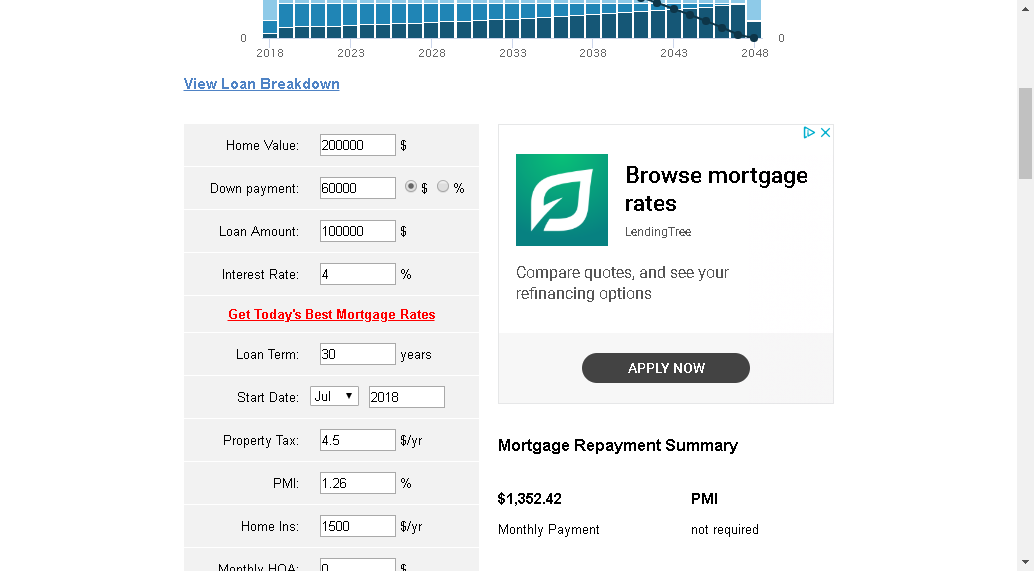 0 0
2018 2023 2028 2033 2038 2043 2048
View Loan Breakdown
Home Value: 200000 $
Down payment: 60000 $ %
Loan Amount: 100000 $
Interest Rate: 4 %
Get Today's Best Mortgage Rates
Loan Term: 30 years
Start Date: Jul 2018
Property Tax: 4.5 $/yr
PMI: 1.26 %
Home Ins: 1500 $/yr
Monthly HOA: 0 $
Browse mortgage
rates
LendingTree
Compare quotes, and see your
refinancing options
APPLY NOW
Mortgage Repayment Summary
$1,352.42 PMI
Monthly Payment not required